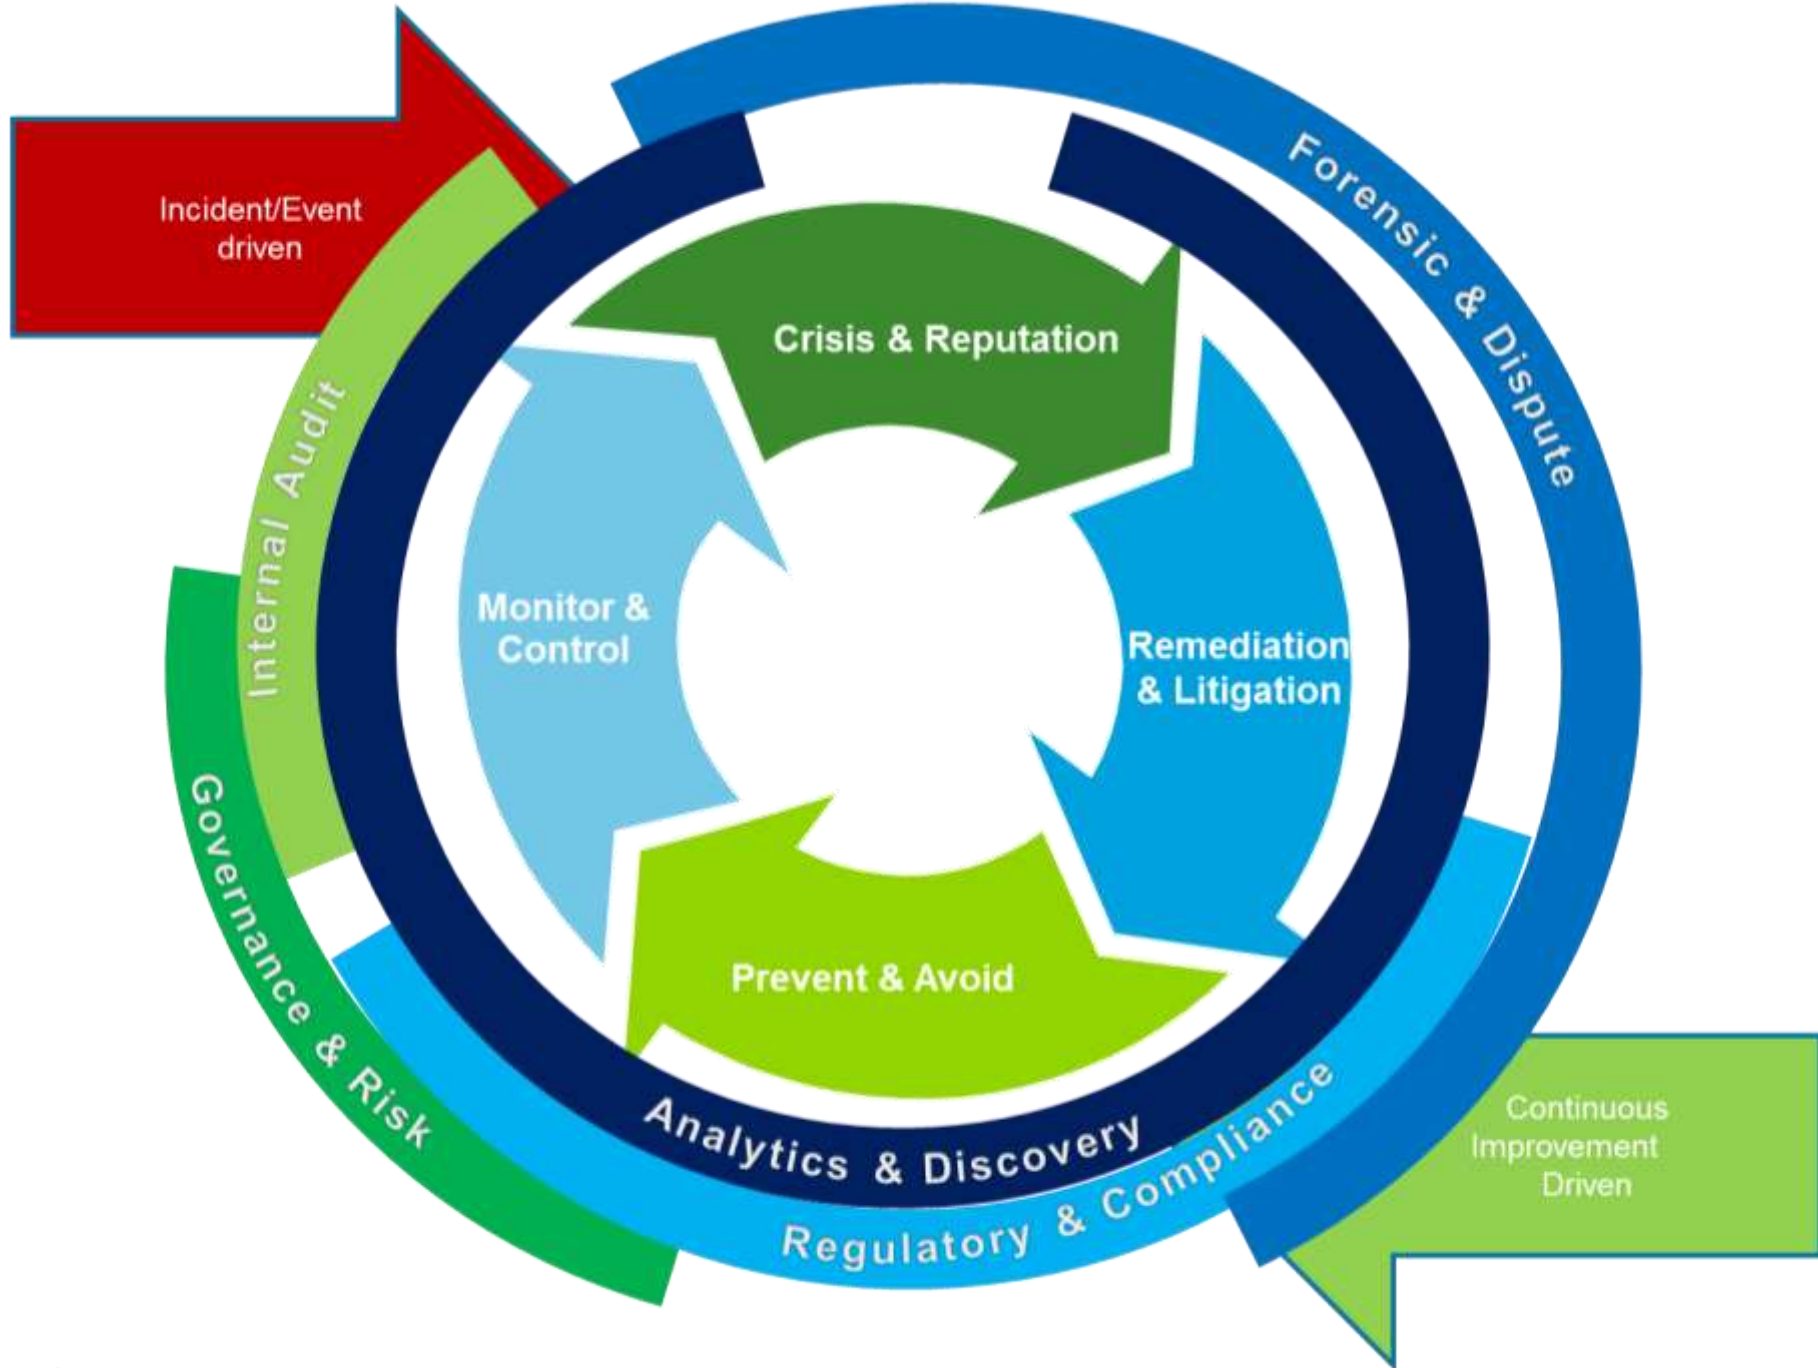 Incident/Event
driven
Forensic & Dispute
Crisis & Reputation
Internal Audit
Monitor &
Control
Remediation
& Litigation
Governance & Risk
Prevent & Avoid
Analytics & Discovery
Regulatory & Compliance
Continuous
Improvement
Driven